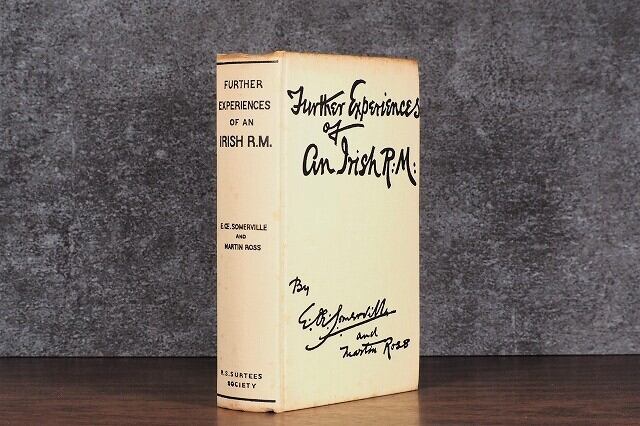 FURTHER
EXPERIENCES
OF AN
IRISH R.M.
E.Œ.SOMERVILLE
AND
MARTIN ROSS
R.S.SURTEES
SOCIETY
Further Experiences
of
An Irish R:M:
By
E:Œ:Somerville
and
Martin Ross